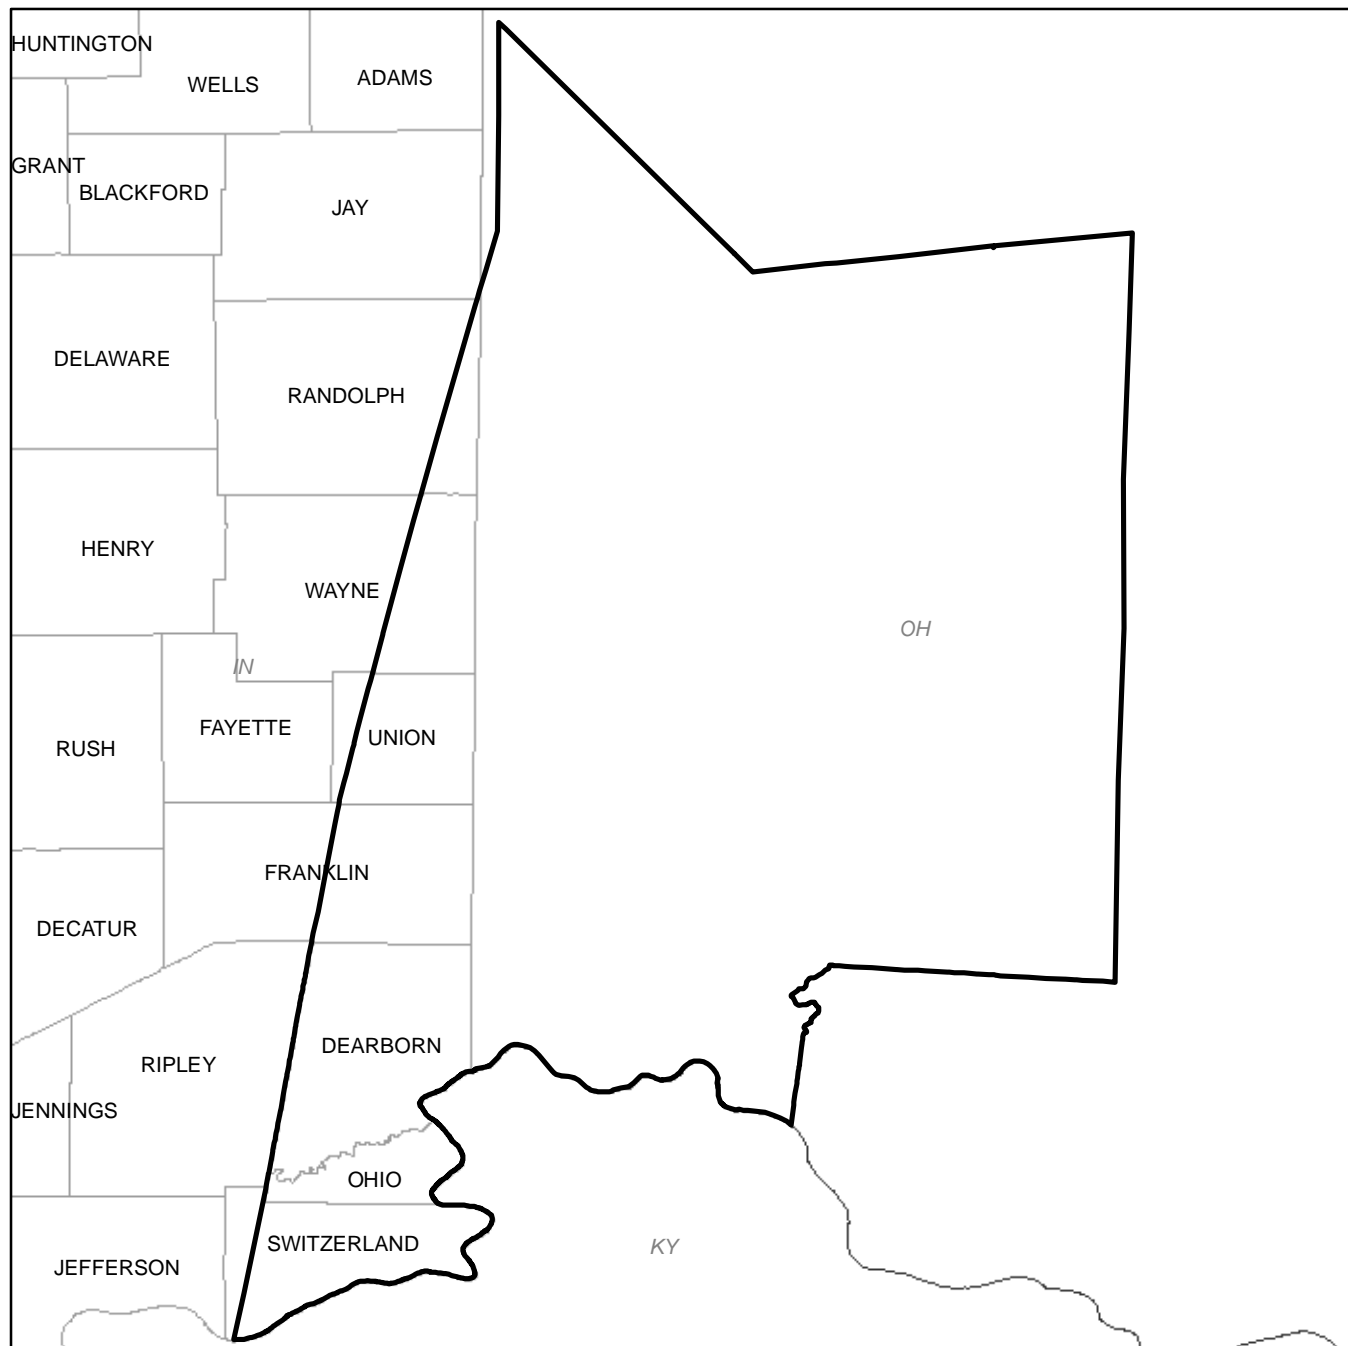 HUNTINGTON
WELLS
ADAMS
GRANT
BLACKFORD
JAY
DELAWARE
RANDOLPH
HENRY
WAYNE
OH
IN
FAYETTE
UNION
RUSH
FRANKLIN
DECATUR
DEARBORN
RIPLEY
JENNINGS
OHIO
SWITZERLAND
KY
JEFFERSON